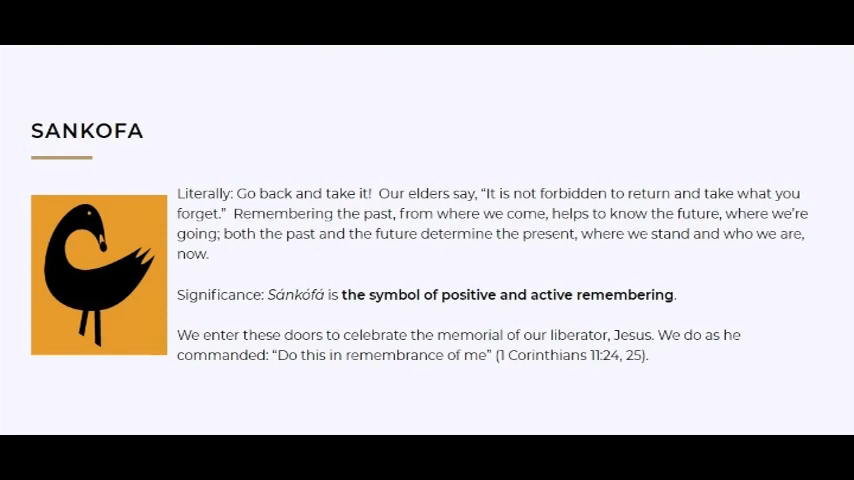 SANKOFA
Literally: Go back and take it!  Our elders say, “It is not forbidden to return and take what you
forget.”  Remembering the past, from where we come, helps to know the future, where we’re
going; both the past and the future determine the present, where we stand and who we are,
now.
Significance: Sánkófá is the symbol of positive and active remembering.
We enter these doors to celebrate the memorial of our liberator, Jesus. We do as he
commanded: “Do this in remembrance of me” (1 Corinthians 11:24, 25).